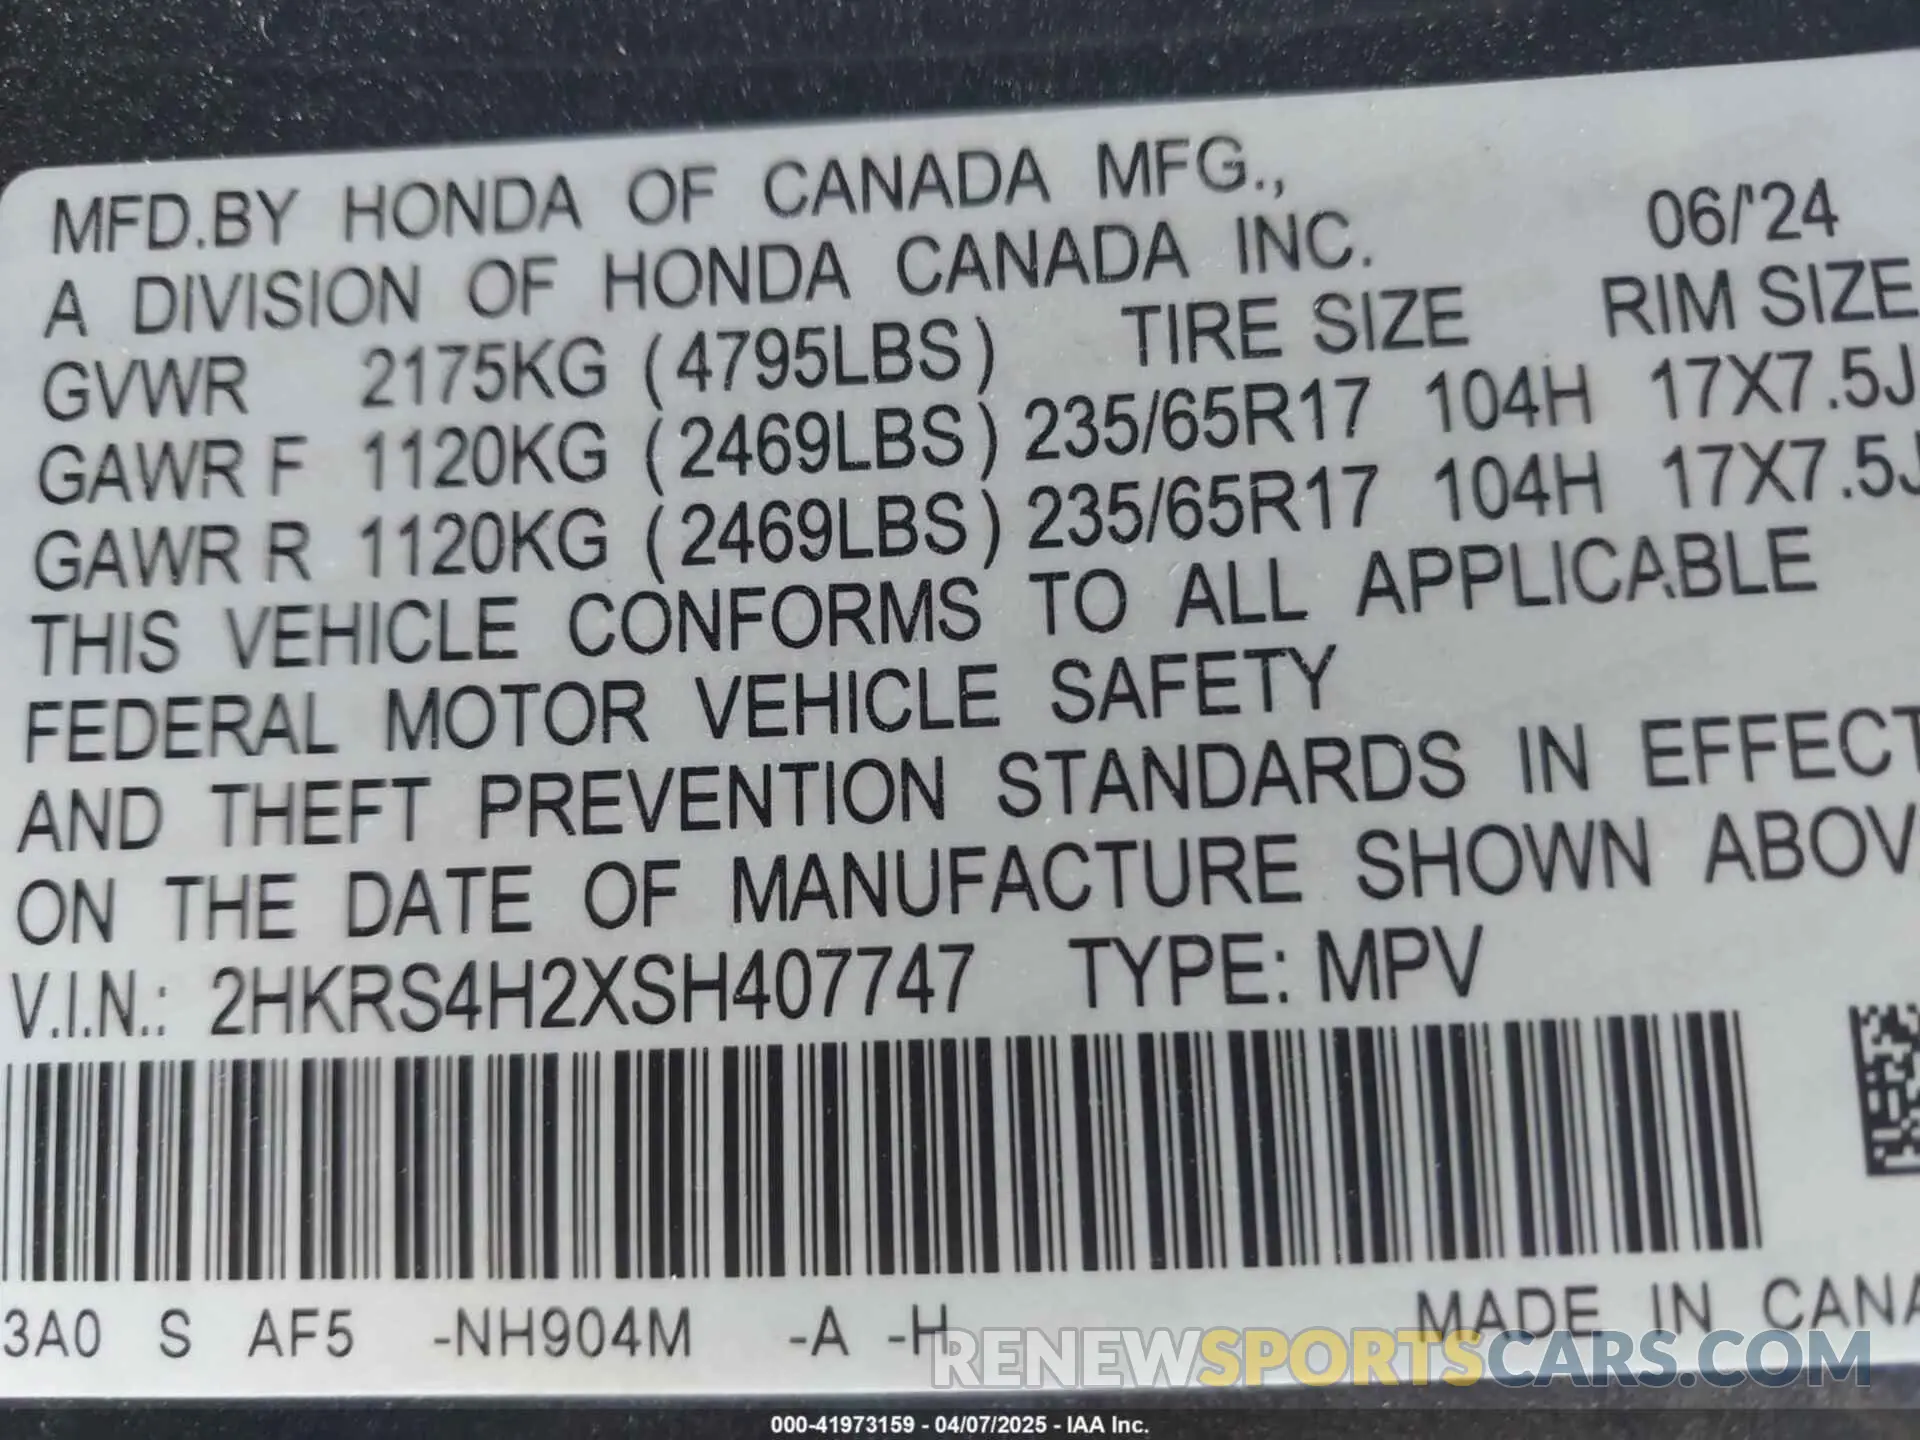 MFD.BY HONDA OF CANADA MFG.,
A DIVISION OF HONDA CANADA INC. 06/'24
GVWR 2175KG (4795LBS) TIRE SIZE RIM SIZE
GAWR F 1120KG (2469LBS) 235/65R17 104H 17X7.5J
GAWR R 1120KG (2469LBS) 235/65R17 104H 17X7.5J
THIS VEHICLE CONFORMS TO ALL APPLICABLE
FEDERAL MOTOR VEHICLE SAFETY
AND THEFT PREVENTION STANDARDS IN EFFECT
ON THE DATE OF MANUFACTURE SHOWN ABOV
V.I.N.: 2HKRS4H2XSH407747 TYPE: MPV
3A0 S AF5 -NH904M -A -H MADE IN CANA
RENEWSPORTSCARS.COM
000-41973159 - 04/07/2025 - IAA Inc.